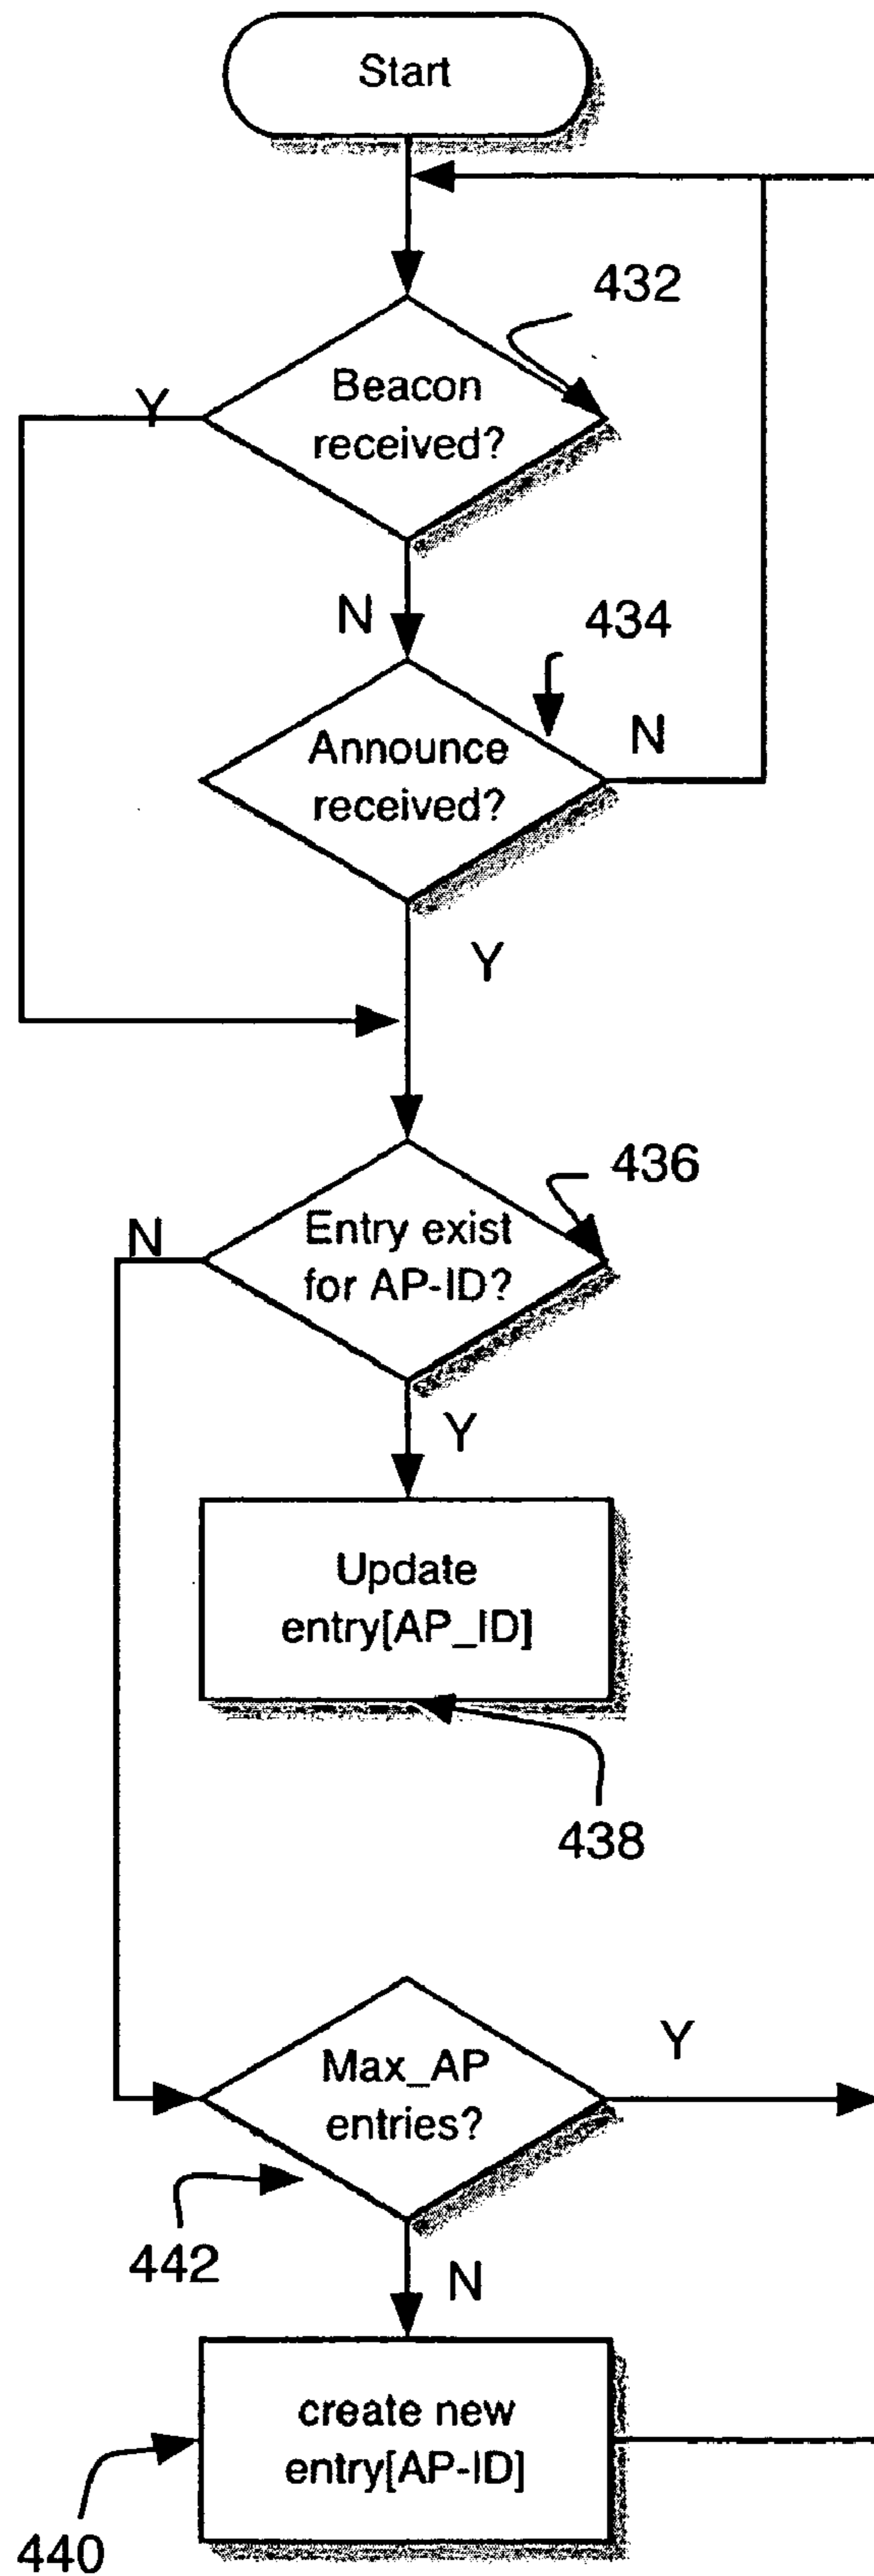 Start
432
Beacon
received?
Y
N
434
Announce
received?
N
Y
436
Entry exist
for AP-ID?
N
Y
Update
entry[AP_ID]
438
Max_AP
entries?
Y
442
N
create new
entry[AP-ID]
440